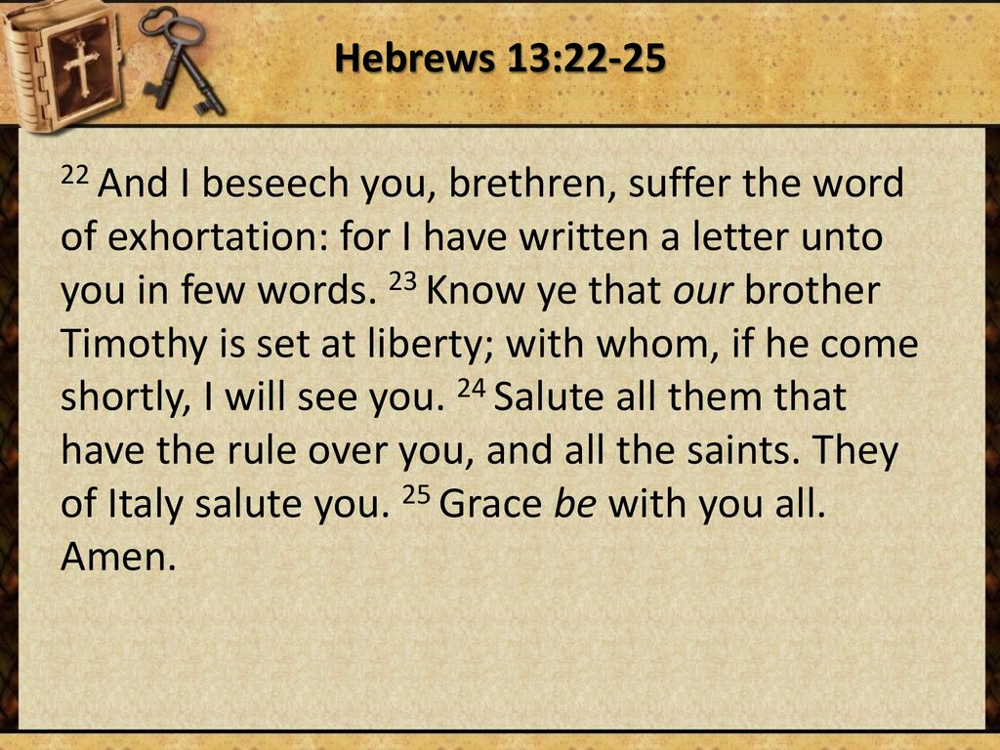 Hebrews 13:22-25
22 And I beseech you, brethren, suffer the word
of exhortation: for I have written a letter unto
you in few words. 23 Know ye that our brother
Timothy is set at liberty; with whom, if he come
shortly, I will see you. 24 Salute all them that
have the rule over you, and all the saints. They
of Italy salute you. 25 Grace be with you all.
Amen.